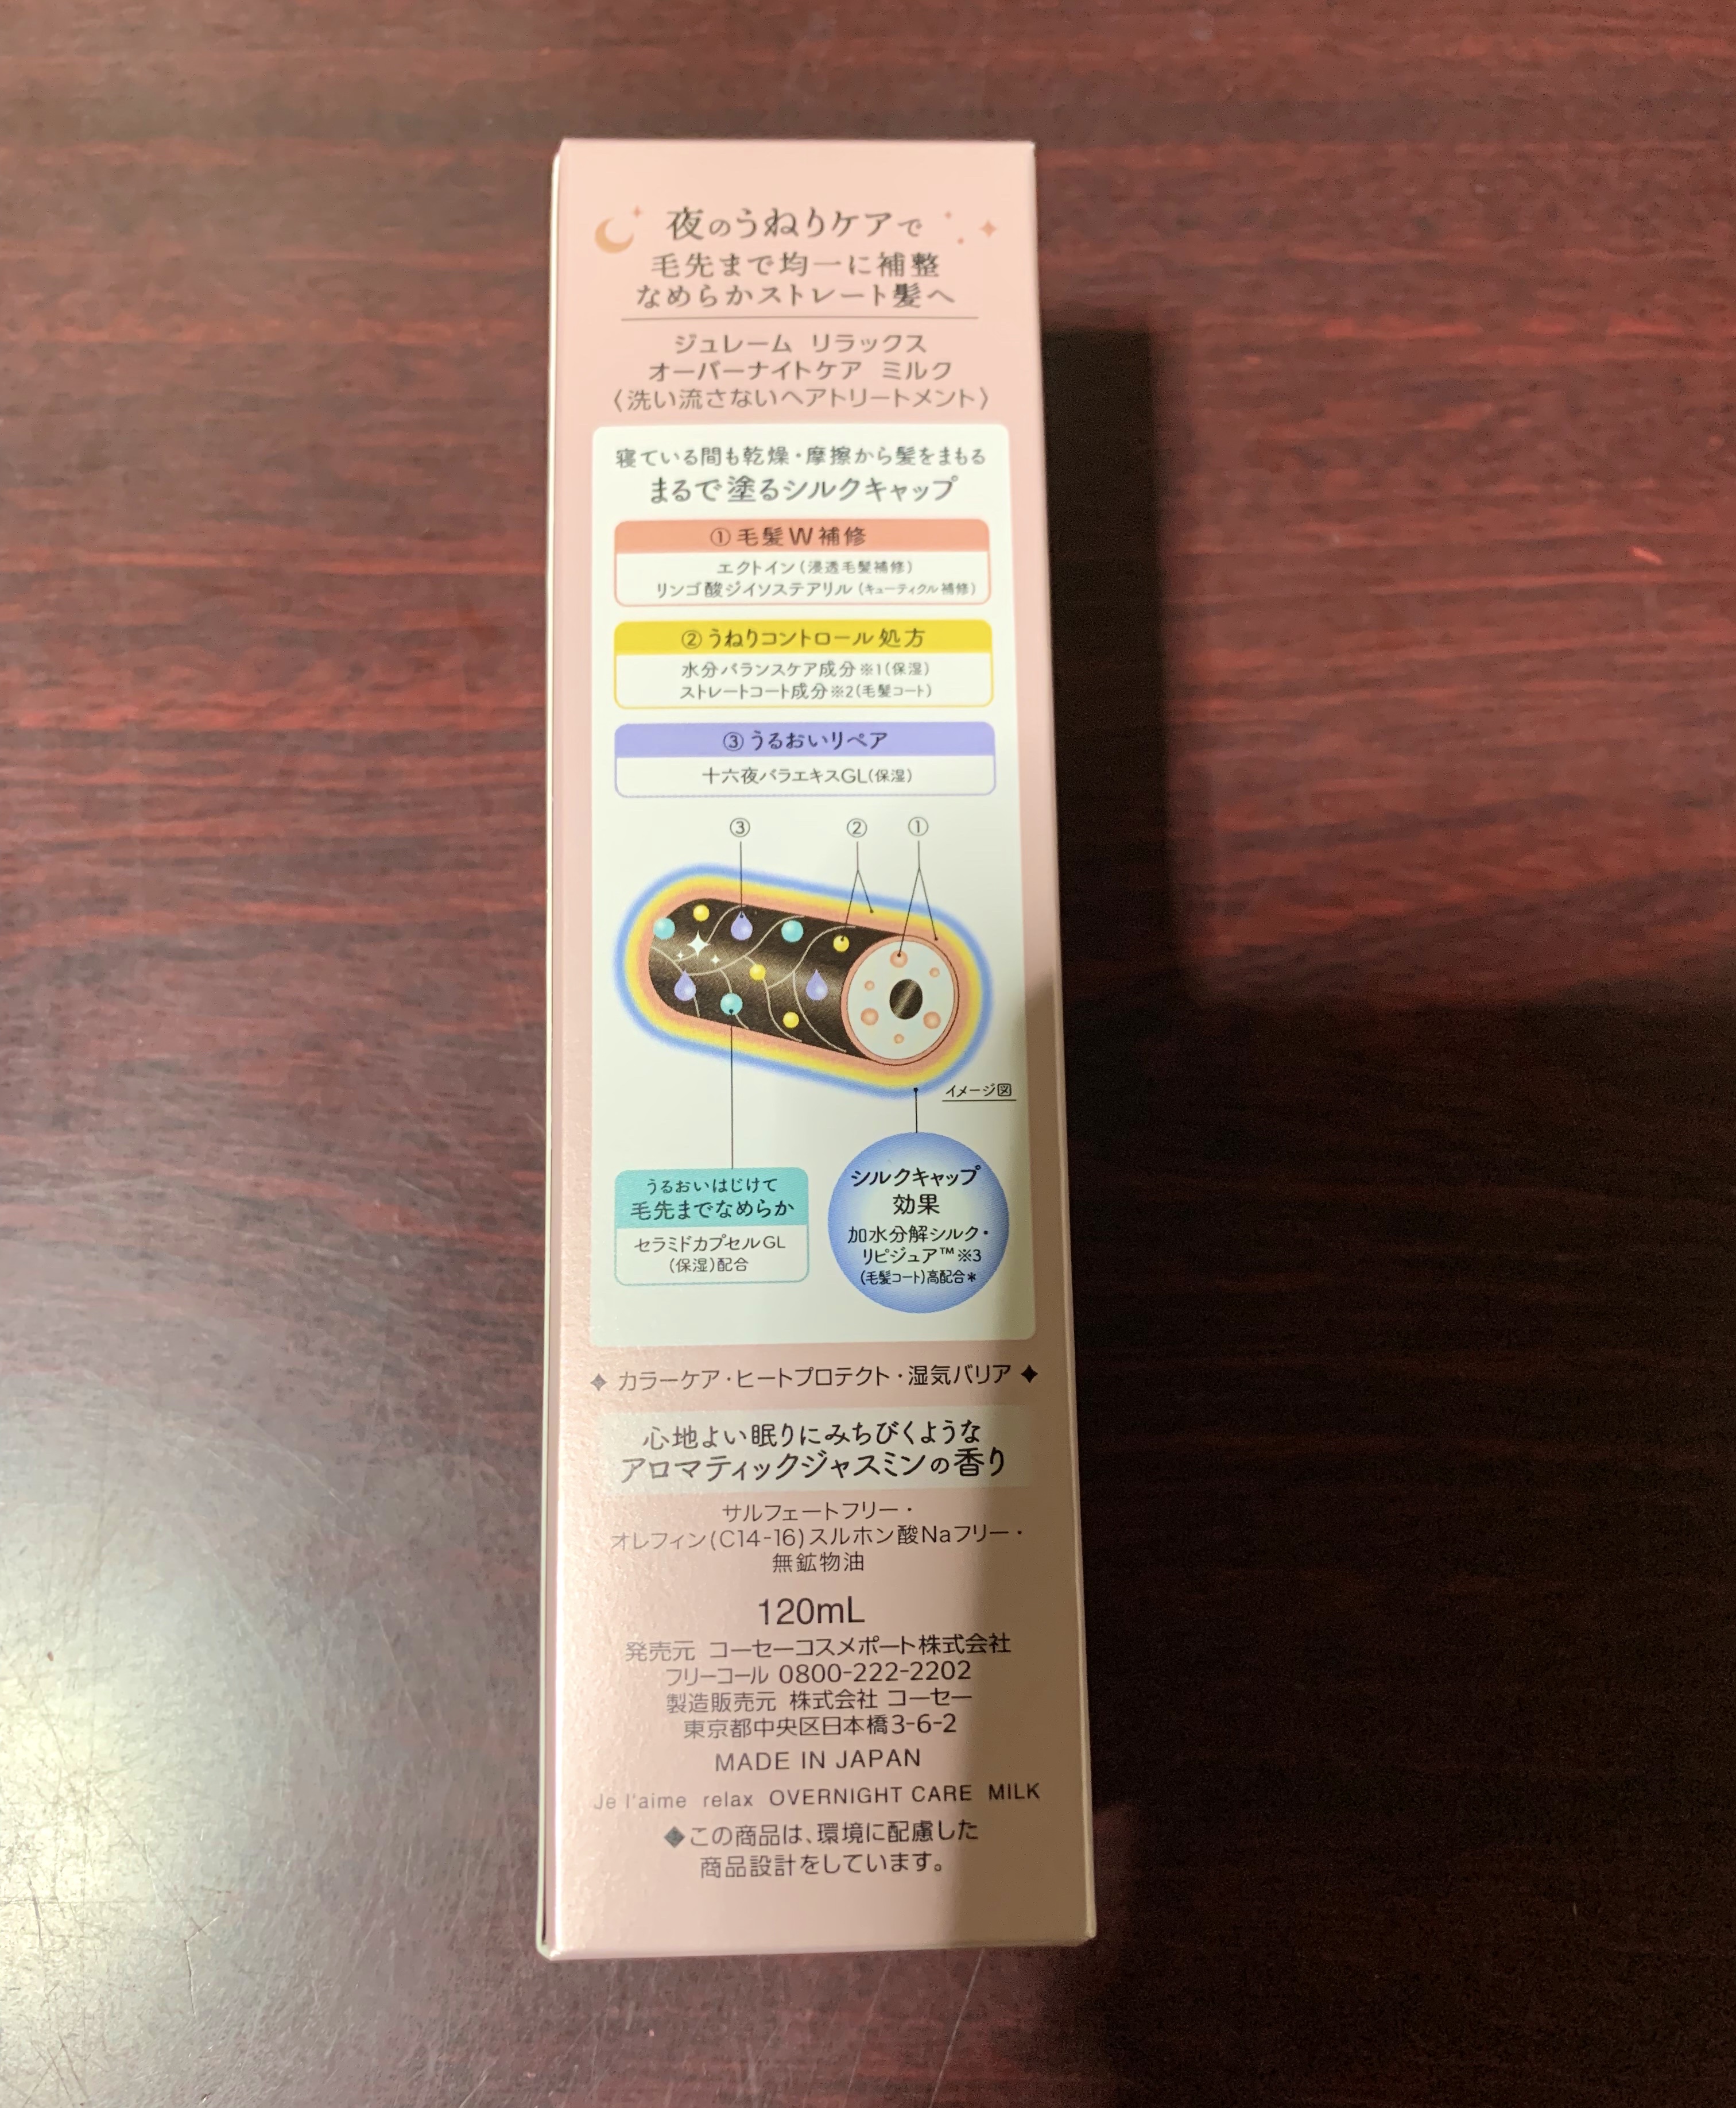 夜のうねりケアで
毛先まで均一に補整
なめらかストレート髪へ
ジュレーム リラックス
オーバーナイトケア ミルク
〈洗い流さないヘアトリートメント〉
寝ている間も乾燥・摩擦から髪をまもる
まるで塗るシルクキャップ
①毛髪W補修
エクトイン(浸透毛髪補修)
リンゴ酸ジイソステアリル(キューティクル補修)
②うねりコントロール処方
水分バランスケア成分※1(保湿)
ストレートコート成分※2(毛髪コート)
③うるおいリペア
十六夜バラエキスGL(保湿)
③ ② ①
イメージ図
うるおいはじけて
毛先までなめらか
セラミドカプセルGL
(保湿)配合
シルクキャップ
効果
加水分解シルク・
リピジュア™※3
(毛髪コート)高配合*
カラーケア・ヒートプロテクト・湿気バリア
心地よい眠りにみちびくような
アロマティックジャスミンの香り
サルフェートフリー・
オレフィン(C14-16)スルホン酸Naフリー・
無鉱物油
120mL
発売元 コーセーコスメポート株式会社
フリーコール 0800-222-2202
製造販売元 株式会社 コーセー
東京都中央区日本橋3-6-2
MADE IN JAPAN
Je l'aime relax OVERNIGHT CARE MILK
◆この商品は、環境に配慮した
商品設計をしています。